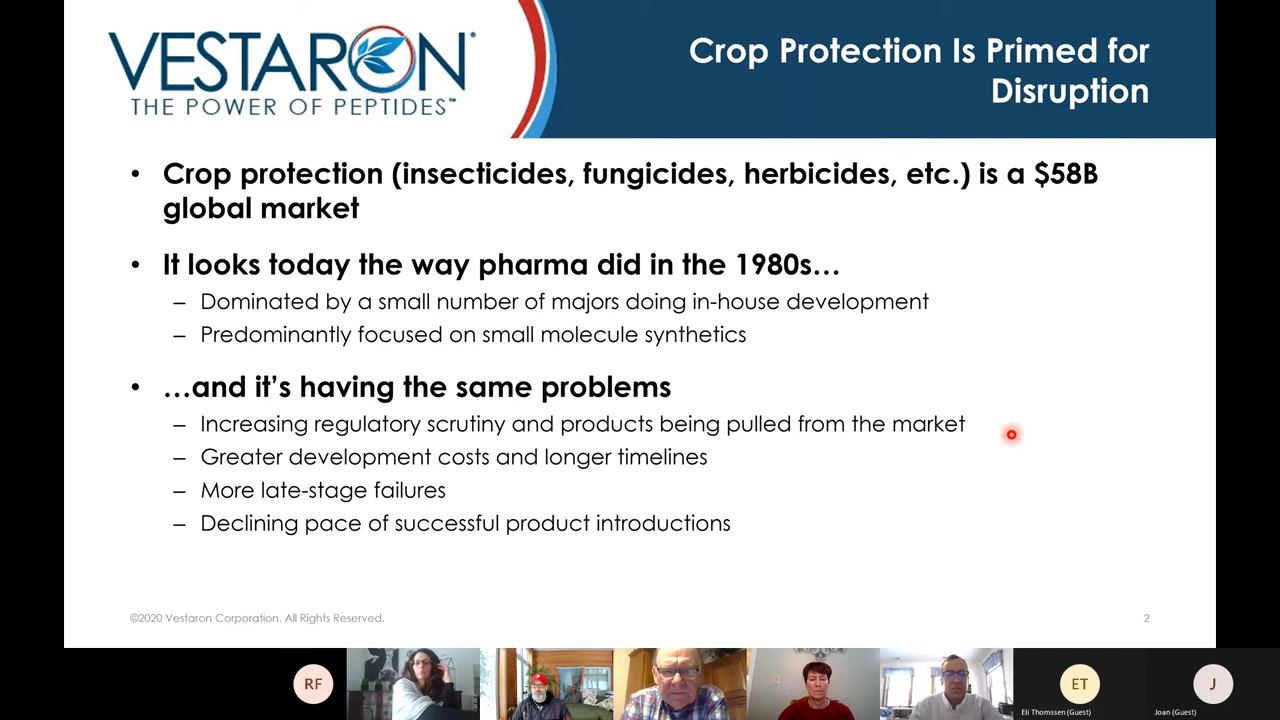 VESTARON
THE POWER OF PEPTIDES™
Crop Protection Is Primed for
Disruption
• Crop protection (insecticides, fungicides, herbicides, etc.) is a $58B
global market
• It looks today the way pharma did in the 1980s…
– Dominated by a small number of majors doing in-house development
– Predominantly focused on small molecule synthetics
• …and it’s having the same problems
– Increasing regulatory scrutiny and products being pulled from the market
– Greater development costs and longer timelines
– More late-stage failures
– Declining pace of successful product introductions
©2020 Vestaron Corporation. All Rights Reserved.
2
RF
ET
J
Eli Thomssen (Guest)
Joan (Guest)